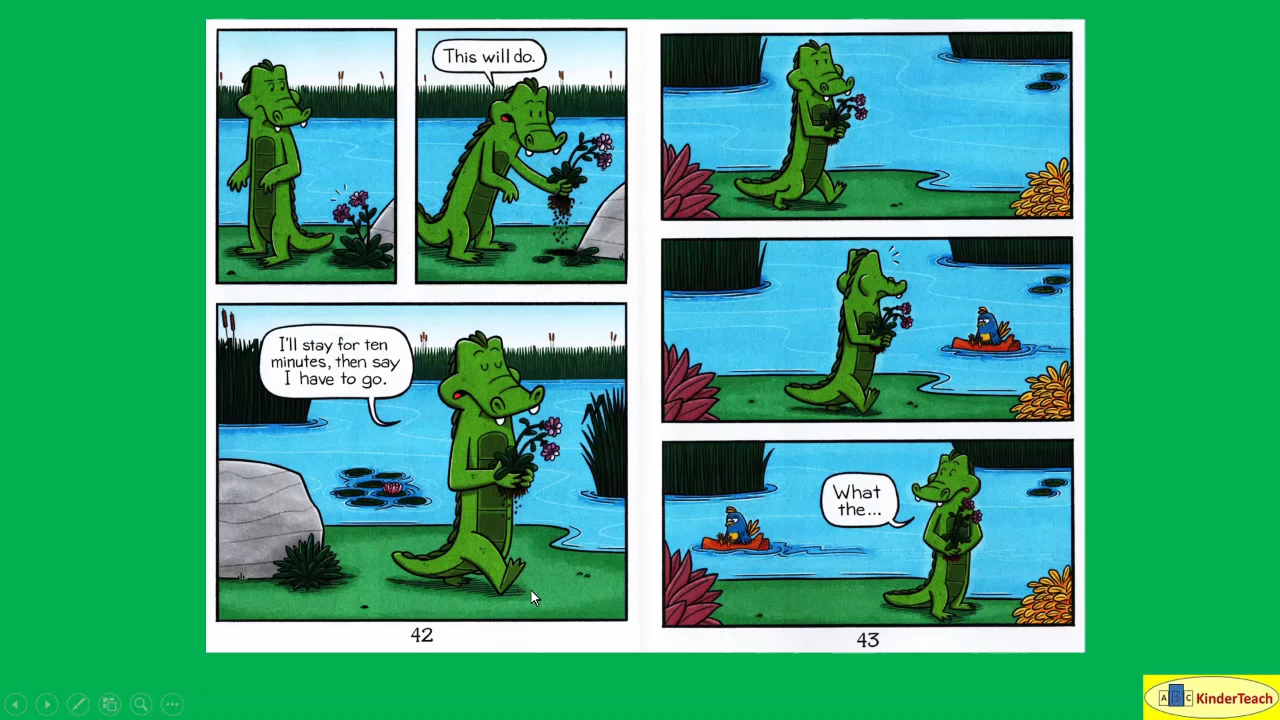 This will do.
I'll stay for ten
minutes, then say
I have to go.
42
What
the...
43
A B C KinderTeach